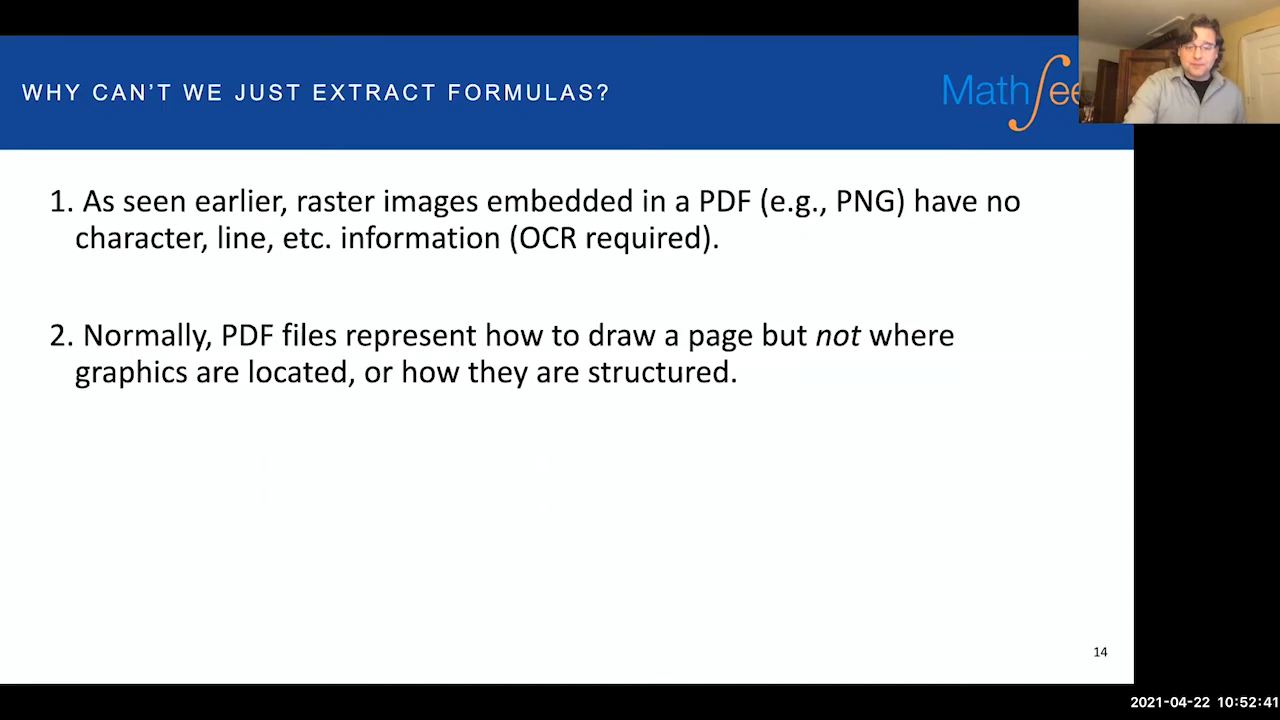 WHY CAN'T WE JUST EXTRACT FORMULAS?
Math∫ee
1. As seen earlier, raster images embedded in a PDF (e.g., PNG) have no
character, line, etc. information (OCR required).
2. Normally, PDF files represent how to draw a page but not where
graphics are located, or how they are structured.
14
2021-04-22 10:52:41